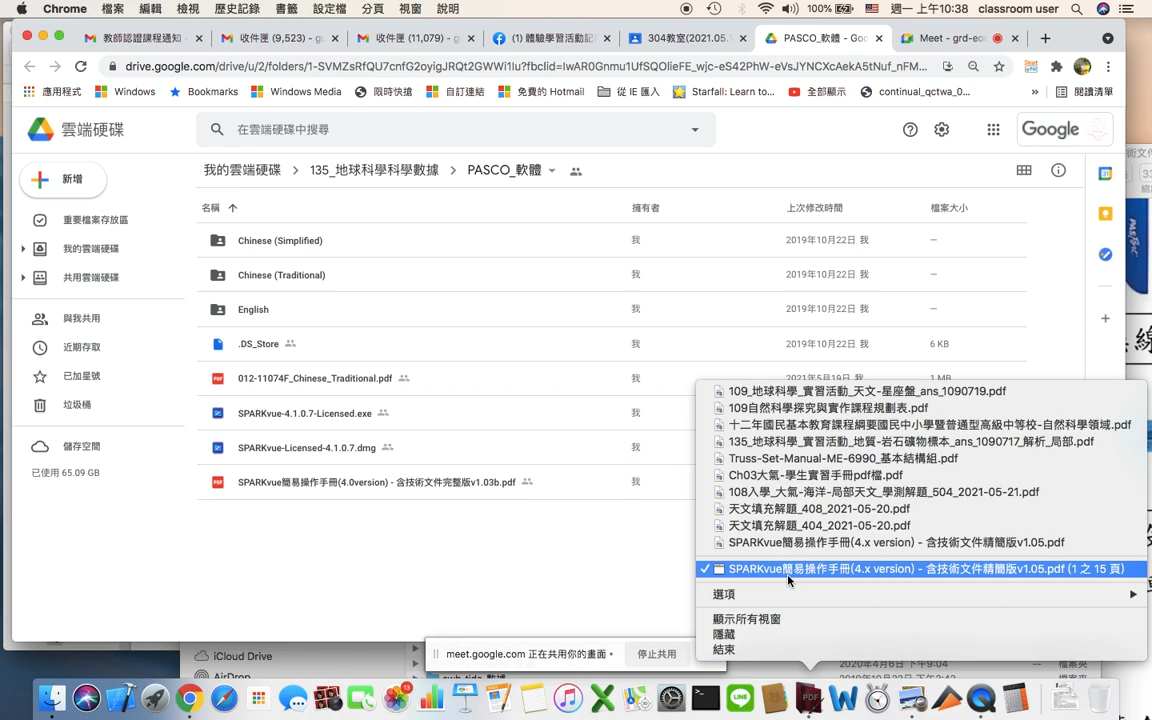 Chrome 檔案 編輯 檢視 歷史記錄 書籤 設定檔 分頁 視窗 說明 100% 週一 上午10:38 classroom user
教師認證課程通知 - 收件匣 (9,523) - gu 收件匣 (11,079) - g (1) 體驗學習活動記 304教室(2021.05.1 PASCO_軟體 - Goo Meet - grd-eo
drive.google.com/drive/u/2/folders/1-SVMZsRfQU7cnfG2oyigJRQt2GWWi1lu?fbclid=IwAR0Gnmu1UfSQOlieFE_wjc-eS42PhW-eVsJYNCXcAekA5tNuf_nFM...
應用程式 Windows Bookmarks Windows Media 限時快搶 自訂連結 免費的 Hotmail 從 IE 匯入 Starfall: Learn to... 全部顯示 continual_qctwa_0... » 閱讀清單
雲端硬碟 在雲端硬碟中搜尋 Google
新增 我的雲端硬碟 135_地球科學科學數據 PASCO_軟體
名稱 擁有者 上次修改時間 檔案大小
重要檔案存放區
我的雲端硬碟
共用雲端硬碟
與我共用
近期存取
已加星號
垃圾桶
儲存空間
已使用 65.09 GB
Chinese (Simplified) 我 2019年10月22日 我 –
Chinese (Traditional) 我 2019年10月22日 我 –
English 我 2019年10月22日 我 –
.DS_Store 我 2019年10月22日 我 6 KB
012-11074F_Chinese_Traditional.pdf 我 2021年5月19日 我 1 MB
SPARKvue-4.1.0.7-Licensed.exe 我
SPARKvue-Licensed-4.1.0.7.dmg 我
SPARKvue簡易操作手冊(4.0version) - 含技術文件完整版v1.03b.pdf 我
109_地球科學_實習活動_天文-星座盤_ans_1090719.pdf
109自然科學探究與實作課程規劃表.pdf
十二年國民基本教育課程綱要國民中小學暨普通型高級中等校-自然科學領域.pdf
135_地球科學_實習活動_地質-岩石礦物標本_ans_1090717_解析_局部.pdf
Truss-Set-Manual-ME-6990_基本結構組.pdf
Ch03大氣-學生實習手冊pdf檔.pdf
108入學_大氣-海洋-局部天文_學測解題_504_2021-05-21.pdf
天文填充解題_408_2021-05-20.pdf
天文填充解題_404_2021-05-20.pdf
SPARKvue簡易操作手冊(4.x version) - 含技術文件精簡版v1.05.pdf
SPARKvue簡易操作手冊(4.x version) - 含技術文件精簡版v1.05.pdf (1 之 15 頁)
選項
顯示所有視窗
隱藏
結束
meet.google.com 正在共用你的畫面。 停止共用
iCloud Drive
AirDrop